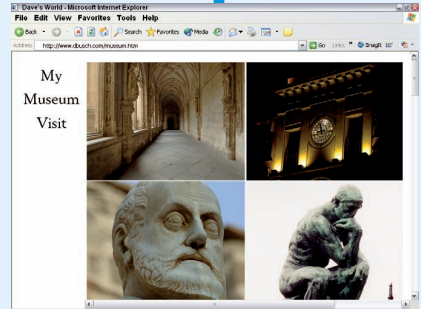 Dave's World - Microsoft Internet Explorer
File Edit View Favorites Tools Help
Back Search Favorites Media
Address http://www.dbusch.com/museum.htm Go Links SnagIt
My
Museum
Visit